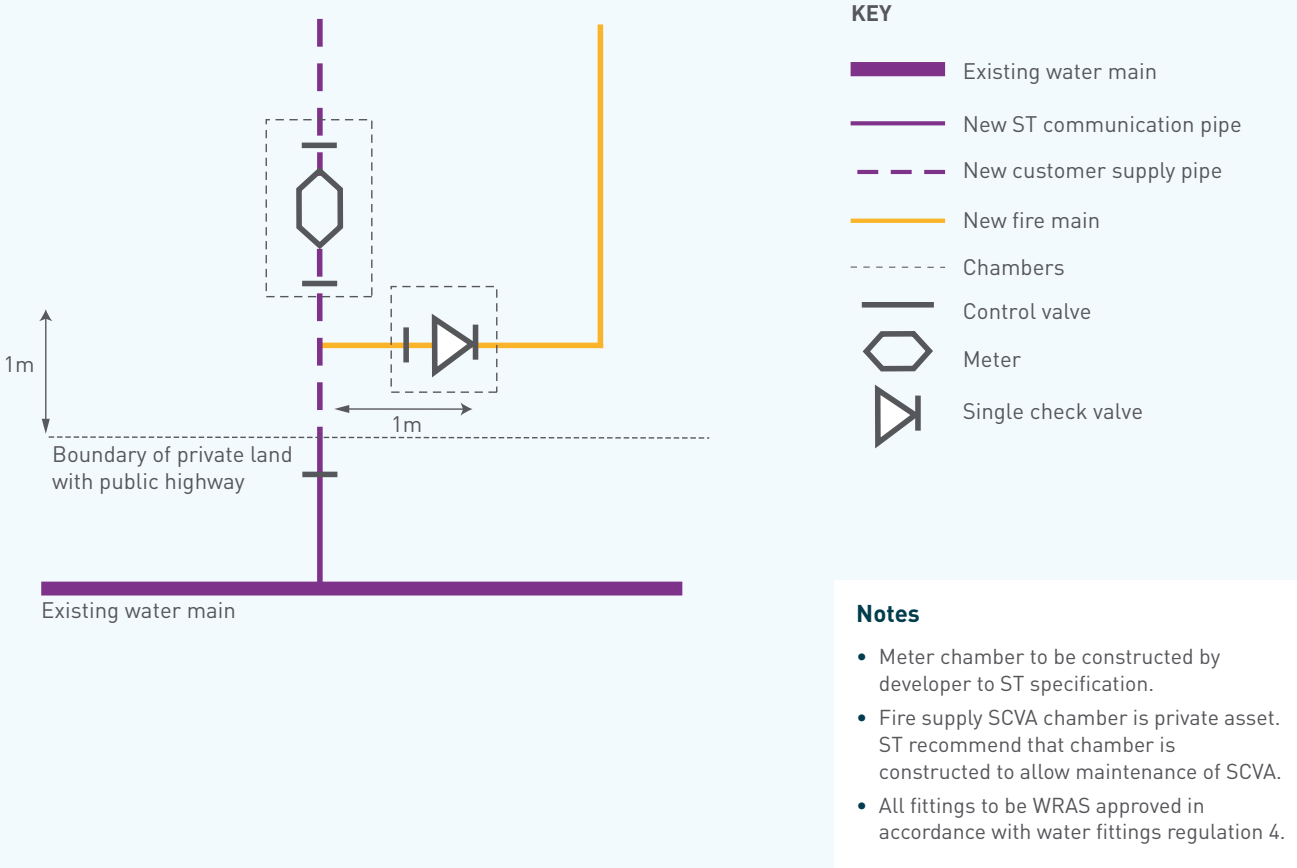 1m
1m
Boundary of private land
with public highway
Existing water main
KEY
Existing water main
New ST communication pipe
New customer supply pipe
New fire main
Chambers
Control valve
Meter
Single check valve
Notes
• Meter chamber to be constructed by
developer to ST specification.
• Fire supply SCVA chamber is private asset.
ST recommend that chamber is
constructed to allow maintenance of SCVA.
• All fittings to be WRAS approved in
accordance with water fittings regulation 4.